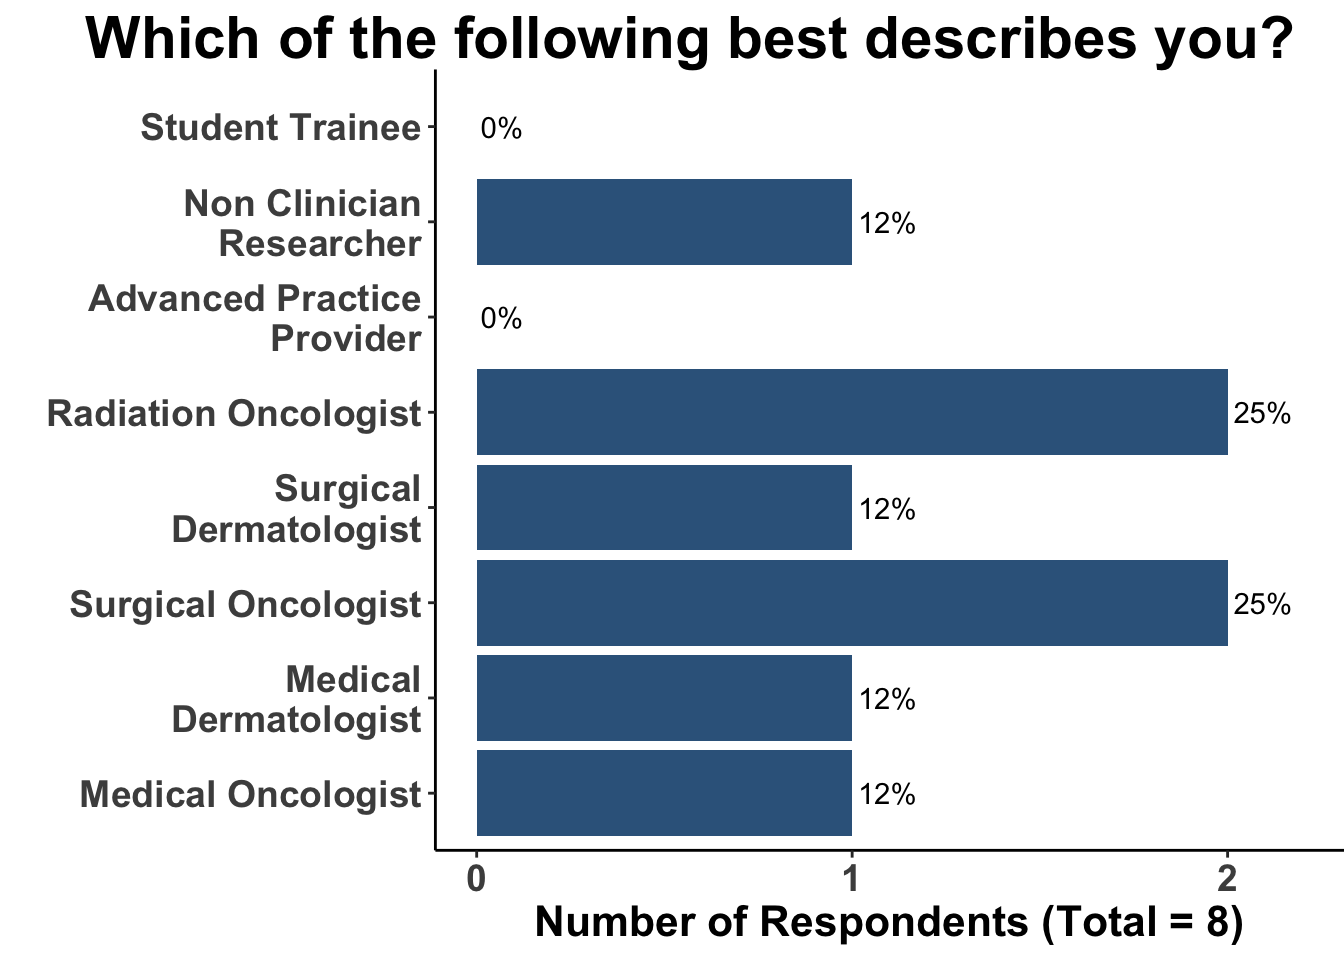 Which of the following best describes you?
Student Trainee
0%
Non Clinician
Researcher
12%
Advanced Practice
Provider
0%
Radiation Oncologist
25%
Surgical
Dermatologist
12%
Surgical Oncologist
25%
Medical
Dermatologist
12%
Medical Oncologist
12%
0 1 2
Number of Respondents (Total = 8)